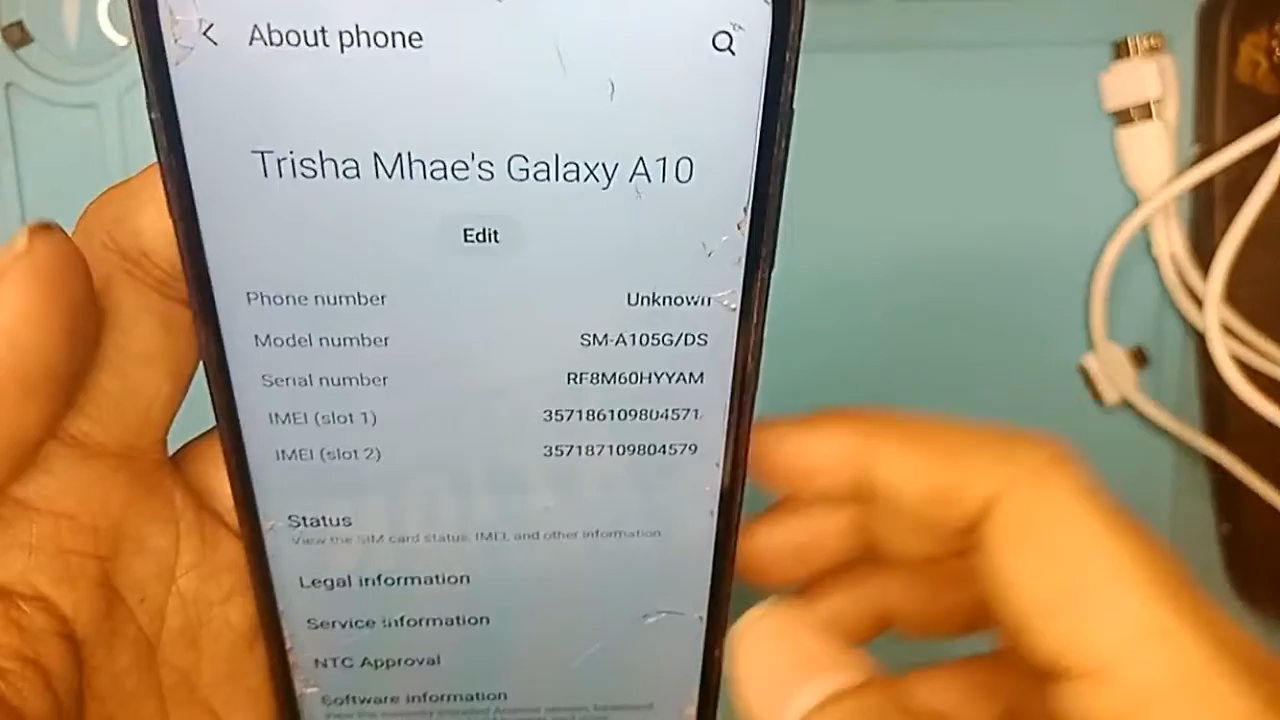 About phone
Trisha Mhae's Galaxy A10
Edit
Phone number Unknown
Model number SM-A105G/DS
Serial number RF8M60HYYAM
IMEI (slot 1) 357186109804571
IMEI (slot 2) 357187109804579
Status
View the SIM card status, IMEI, and other information
Legal information
Service information
NTC Approval
Software information